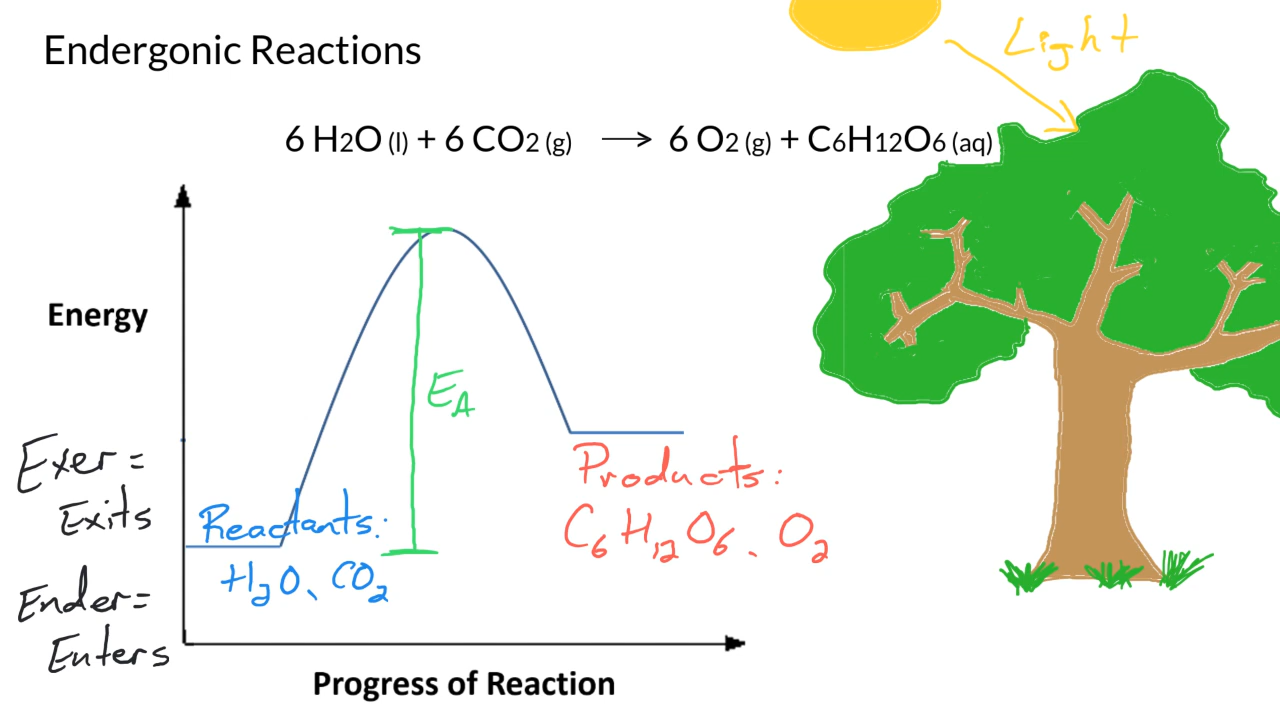 Endergonic Reactions
Light
6 H2O (l) + 6 CO2 (g) → 6 O2 (g) + C6H12O6 (aq)
Energy
EA
Exer =
Exits
Products:
C6H12O6、O2
Reactants:
H2O、CO2
Ender=
Enters
Progress of Reaction